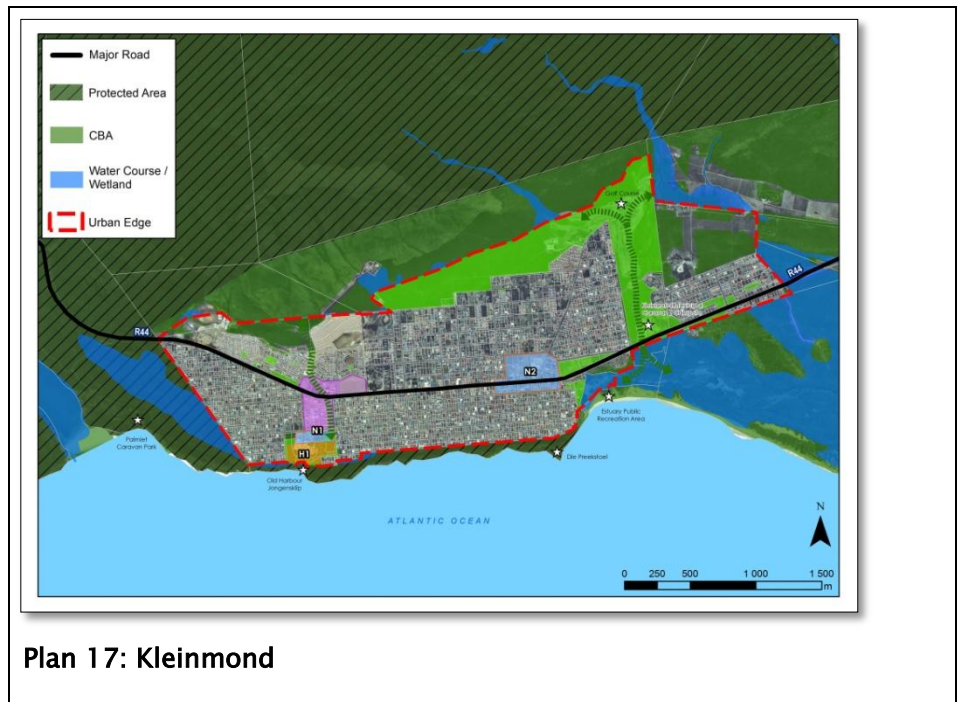 Major Road
Protected Area
CBA
Water Course /
Wetland
Urban Edge
Golf Course
R44
R44
N2
N1
H1
Palmiet
Caravan Park
Old Harbour
Jongensklip
Estuary Public
Recreation Area
Die Preekstoel
ATLANTIC OCEAN
N
0 250 500 1 000 1 500
m
Plan 17: Kleinmond